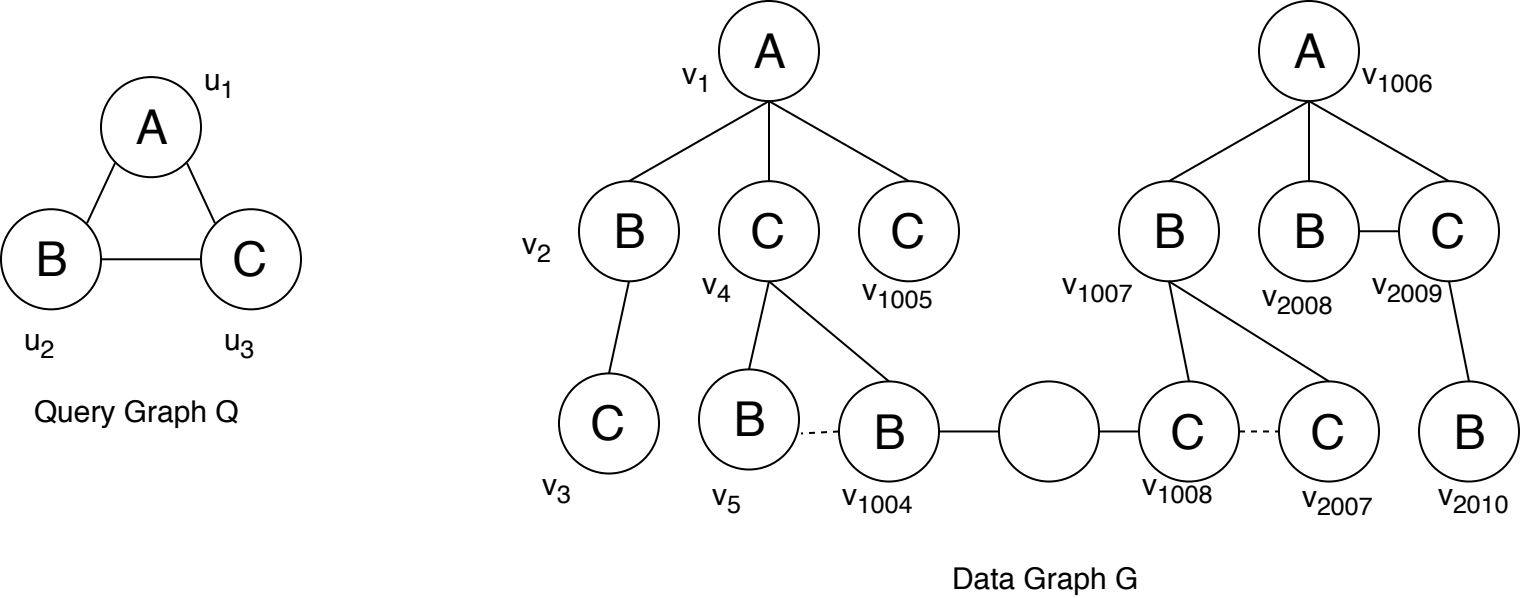 A
u1
B
C
u2
u3
Query Graph Q
A
v1
A
v1006
B
C
C
B
B
C
v2
v4
v1005
v1007
v2008
v2009
C
B
B
C
C
B
v3
v5
v1004
v1008
v2007
v2010
Data Graph G